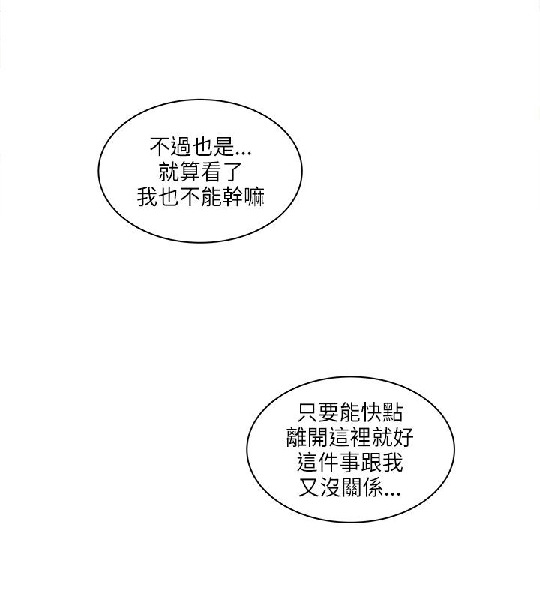 不過也是...
就算看了
我也不能幹嘛
只要能快點
離開這裡就好
這件事跟我
又沒關係...